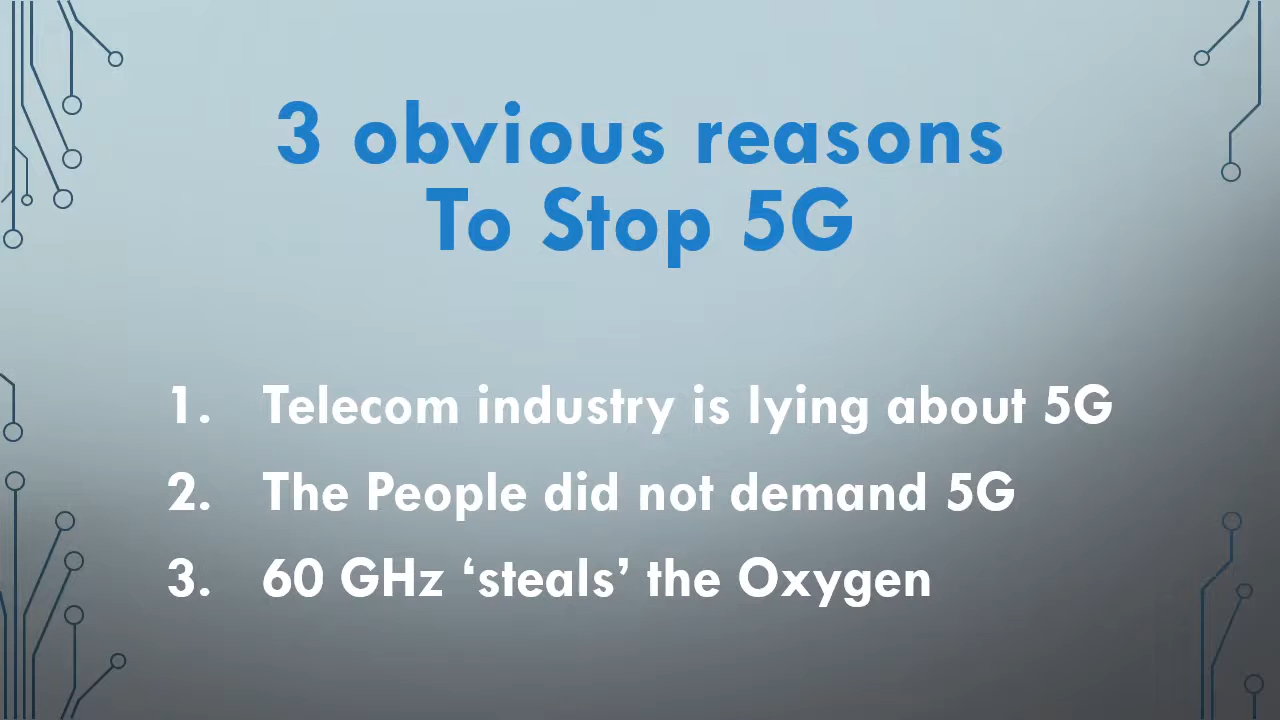 3 obvious reasons
To Stop 5G
1. Telecom industry is lying about 5G
2. The People did not demand 5G
3. 60 GHz ‘steals’ the Oxygen